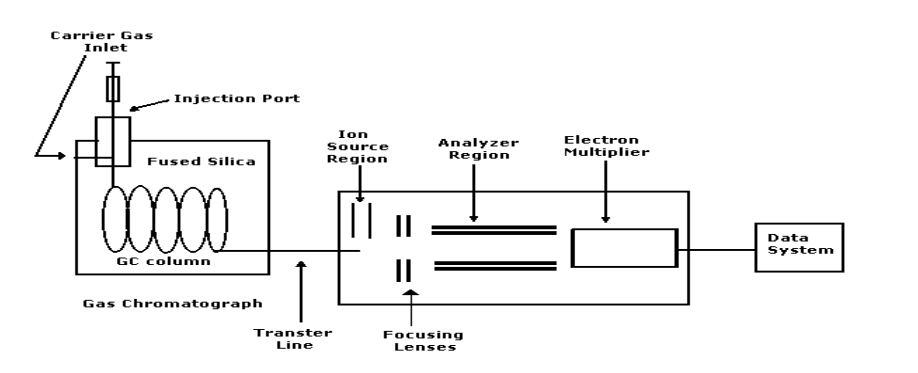 Carrier Gas
Inlet
Injection Port
Fused Silica
GC column
Gas Chromatograph
Transter
Line
Ion
Source
Region
Analyzer
Region
Electron
Multiplier
Focusing
Lenses
Data
System